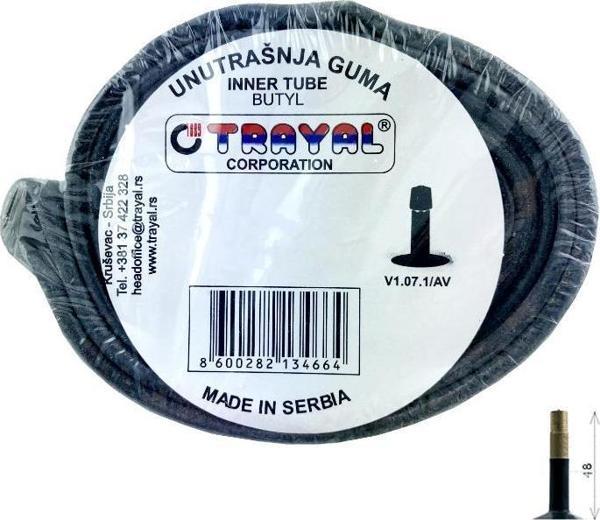 UNUTRAŠNJA GUMA
INNER TUBE
BUTYL
TRAYAL®
CORPORATION
Kruševac - Srbija
Tel. +381 37 422 328
headoffice@trayal.rs
www.trayal.rs
V1.07.1/AV
8 600282 134664
MADE IN SERBIA
48